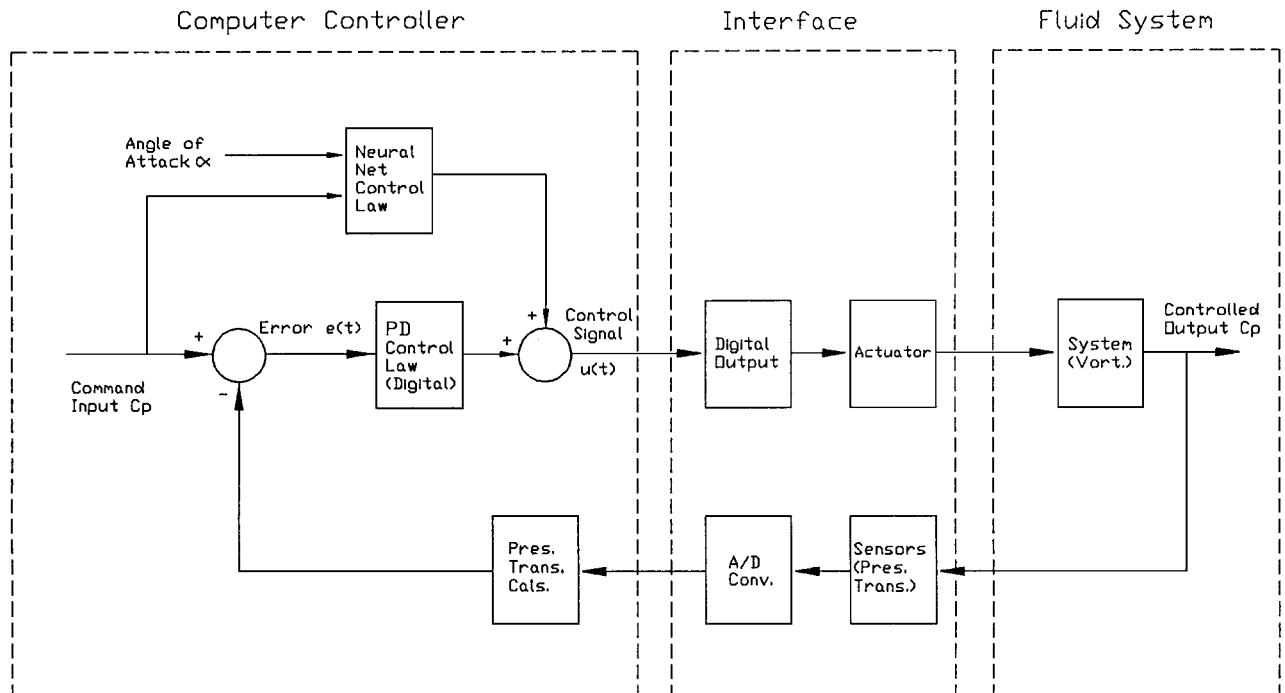 Computer Controller
Interface
Fluid System
Angle of
Attack α
Neural
Net
Control
Law
+
Error e(t)
PD
Control
Law
(Digital)
+
+
Control
Signal
u(t)
Digital
Output
Actuator
System
(Vort.)
Controlled
Output Cp
Command
Input Cp
-
Pres.
Trans.
Cals.
A/D
Conv.
Sensors
(Pres.
Trans.)